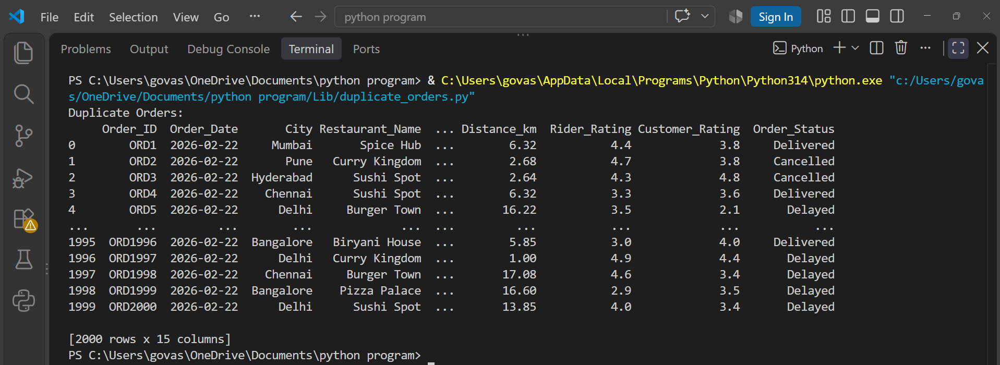 File Edit Selection View Go ...
python program
Sign In
Problems Output Debug Console Terminal Ports
Python
PS C:\Users\govas\OneDrive\Documents\python program> & C:\Users\govas\AppData\Local\Programs\Python\Python314\python.exe "c:/Users/gova
s/OneDrive/Documents/python program/Lib/duplicate_orders.py"
Duplicate Orders:
Order_ID Order_Date City Restaurant_Name ... Distance_km Rider_Rating Customer_Rating Order_Status
0 ORD1 2026-02-22 Mumbai Spice Hub ... 6.32 4.4 3.8 Delivered
1 ORD2 2026-02-22 Pune Curry Kingdom ... 2.68 4.7 3.8 Cancelled
2 ORD3 2026-02-22 Hyderabad Sushi Spot ... 2.64 4.3 4.8 Cancelled
3 ORD4 2026-02-22 Chennai Sushi Spot ... 6.32 3.3 3.6 Delivered
4 ORD5 2026-02-22 Delhi Burger Town ... 16.22 3.5 2.1 Delayed
... ... ... ... ... ... ... ... ... ...
1995 ORD1996 2026-02-22 Bangalore Biryani House ... 5.85 3.0 4.0 Delivered
1996 ORD1997 2026-02-22 Delhi Curry Kingdom ... 1.00 4.9 4.4 Delayed
1997 ORD1998 2026-02-22 Chennai Burger Town ... 17.08 4.6 3.4 Delayed
1998 ORD1999 2026-02-22 Bangalore Pizza Palace ... 16.60 2.9 3.5 Delayed
1999 ORD2000 2026-02-22 Delhi Sushi Spot ... 13.85 4.0 3.4 Delayed
[2000 rows x 15 columns]
PS C:\Users\govas\OneDrive\Documents\python program>